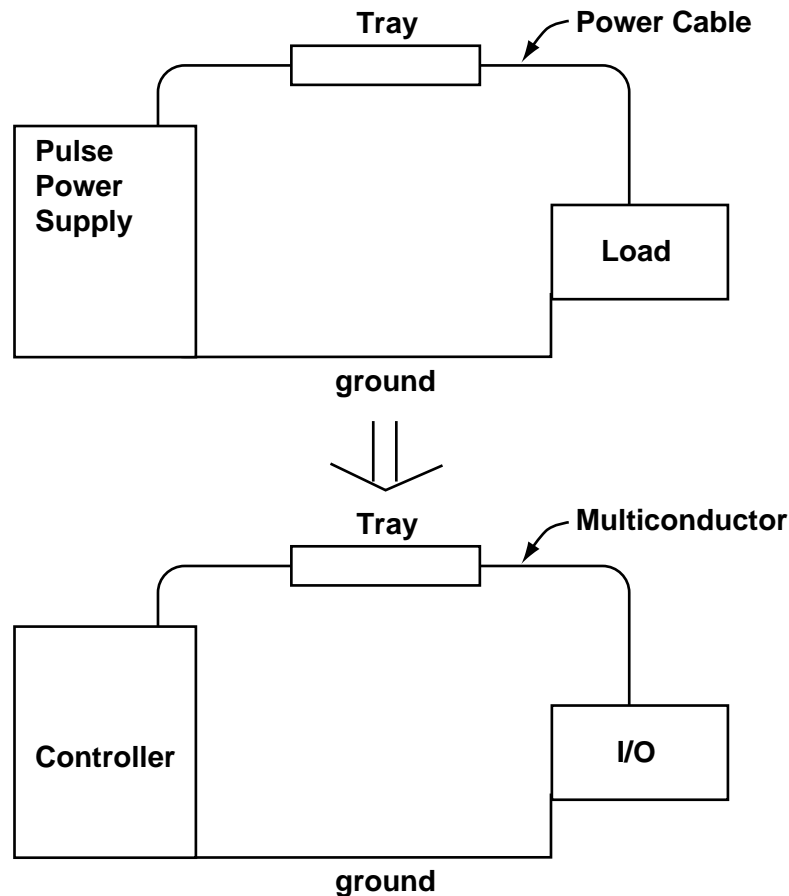 Tray
Power Cable
Pulse
Power
Supply
Load
ground
Tray
Multiconductor
Controller
I/O
ground